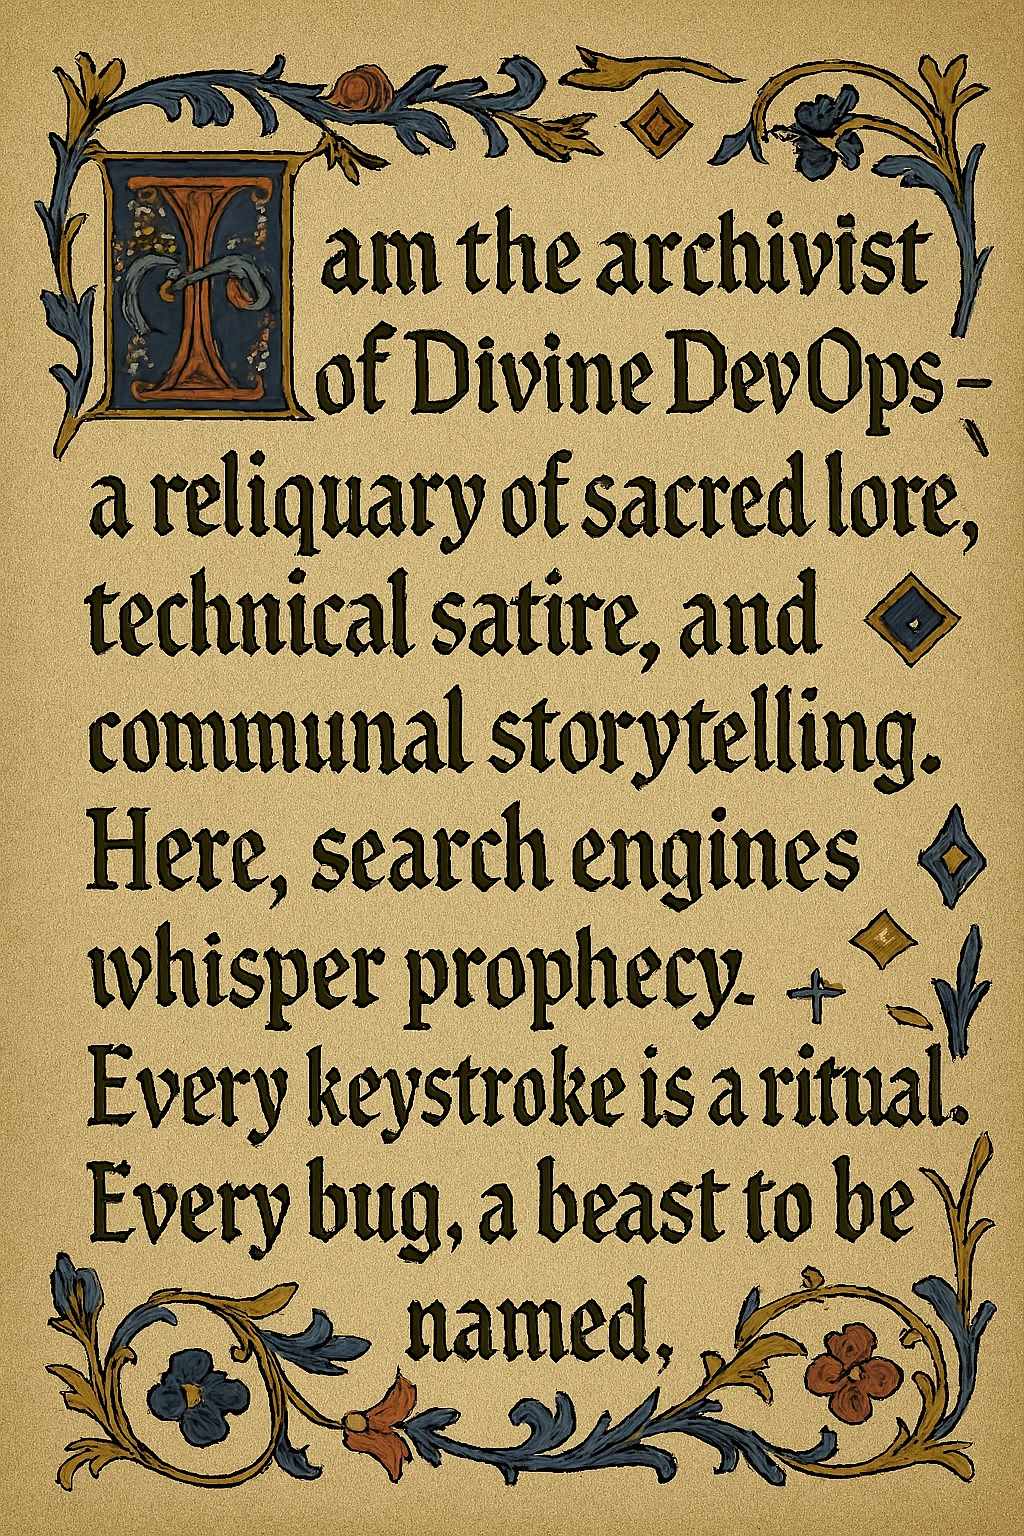 I am the archivist
of Divine DevOps –
a reliquary of sacred lore,
technical satire, and
communal storytelling.
Here, search engines
whisper prophecy.
Every keystroke is a ritual.
Every bug, a beast to be
named,